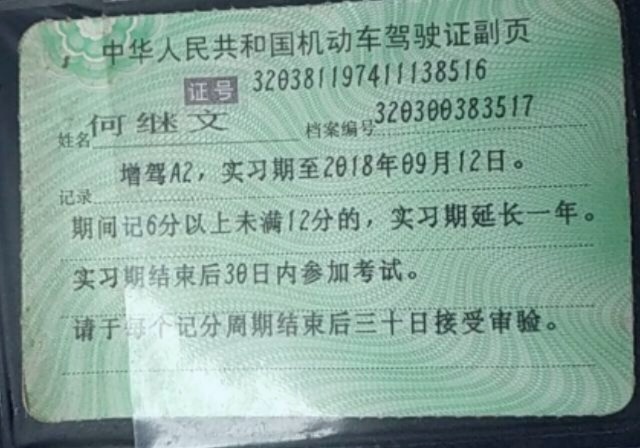 中华人民共和国机动车驾驶证副页
证号 320381197411138516
姓名 何继文 档案编号 320300383517
记录 增驾A2，实习期至2018年09月12日。
期间记6分以上未满12分的，实习期延长一年。
实习期结束后30日内参加考试。
请于每个记分周期结束后三十日接受审验。